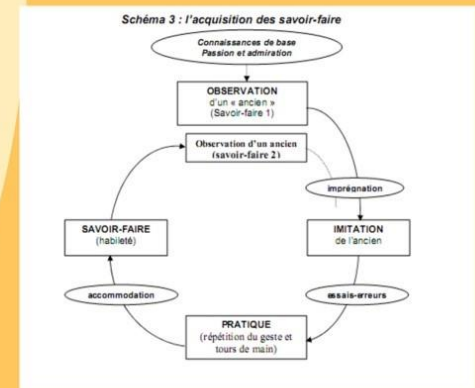 Schéma 3 : l'acquisition des savoir-faire
Connaissances de base
Passion et admiration
OBSERVATION
d'un « ancien »
(Savoir-faire 1)
Observation d'un ancien
(savoir-faire 2)
imprégnation
SAVOIR-FAIRE
(habileté)
IMITATION
de l'ancien
accommodation
essais-erreurs
PRATIQUE
(répétition du geste et
tours de main)